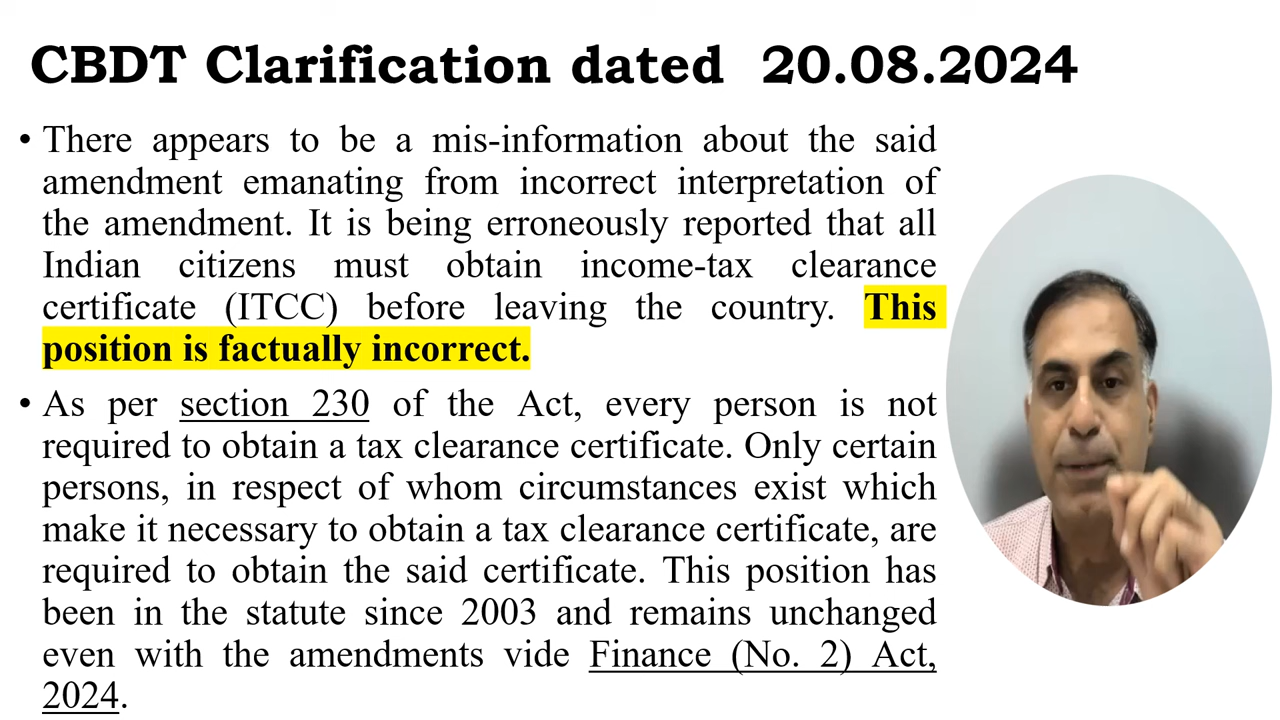 CBDT Clarification dated 20.08.2024
• There appears to be a mis-information about the said
amendment emanating from incorrect interpretation of
the amendment. It is being erroneously reported that all
Indian citizens must obtain income-tax clearance
certificate (ITCC) before leaving the country. This
position is factually incorrect.
• As per section 230 of the Act, every person is not
required to obtain a tax clearance certificate. Only certain
persons, in respect of whom circumstances exist which
make it necessary to obtain a tax clearance certificate, are
required to obtain the said certificate. This position has
been in the statute since 2003 and remains unchanged
even with the amendments vide Finance (No. 2) Act,
2024.